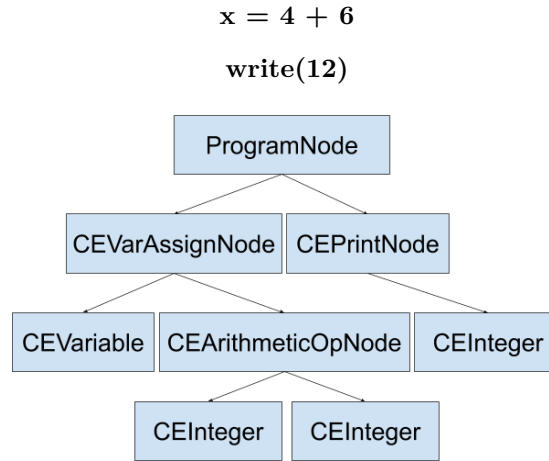 x = 4 + 6
write(12)
ProgramNode
CEVarAssignNode CEPrintNode
CEVariable CEArithmeticOpNode CEInteger
CEInteger CEInteger